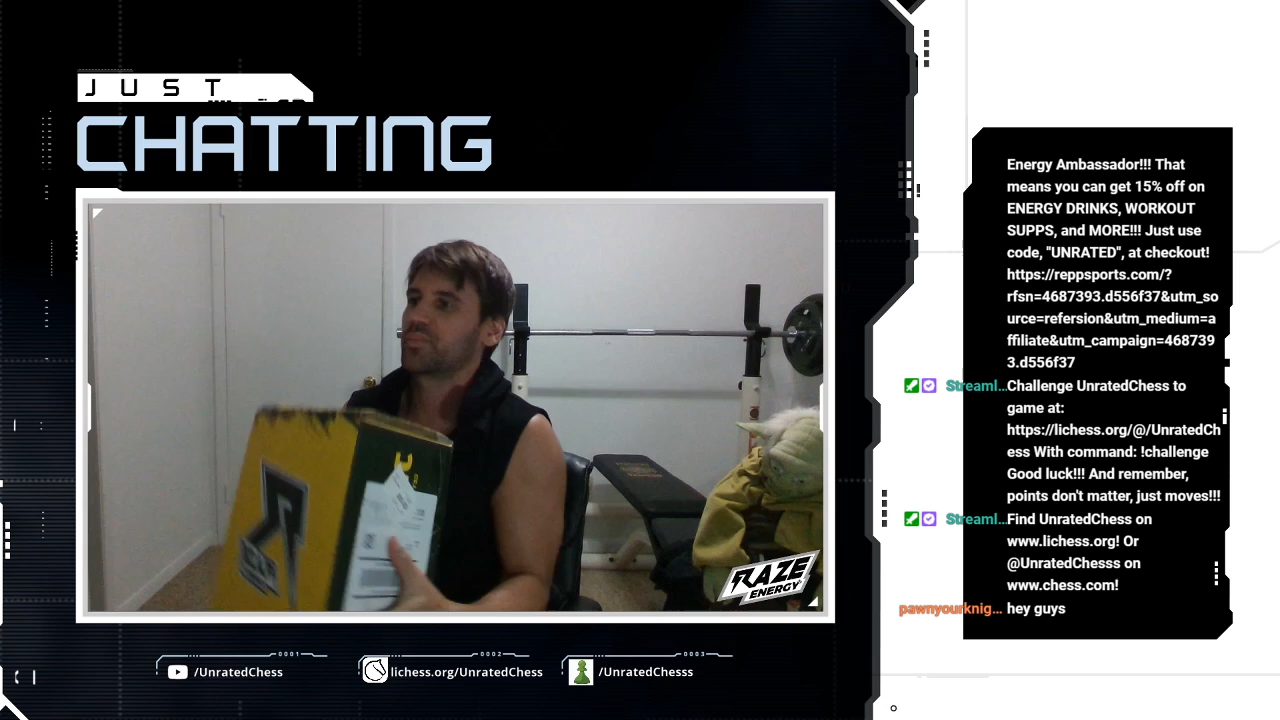 JUST
CHATTING
Energy Ambassador!!! That
means you can get 15% off on
ENERGY DRINKS, WORKOUT
SUPPS, and MORE!!! Just use
code, "UNRATED", at checkout!
https://reppsports.com/?
rfsn=4687393.d556f37&utm_so
urce=refersion&utm_medium=a
ffiliate&utm_campaign=468739
3.d556f37
Streaml... Challenge UnratedChess to
game at:
https://lichess.org/@/UnratedCh
ess With command: !challenge
Good luck!!! And remember,
points don't matter, just moves!!!
Streaml... Find UnratedChess on
www.lichess.org! Or
@UnratedChesss on
www.chess.com!
pawnyourknig... hey guys
RAZE
ENERGY
0001
/UnratedChess
0002
lichess.org/UnratedChess
0003
/UnratedChesss